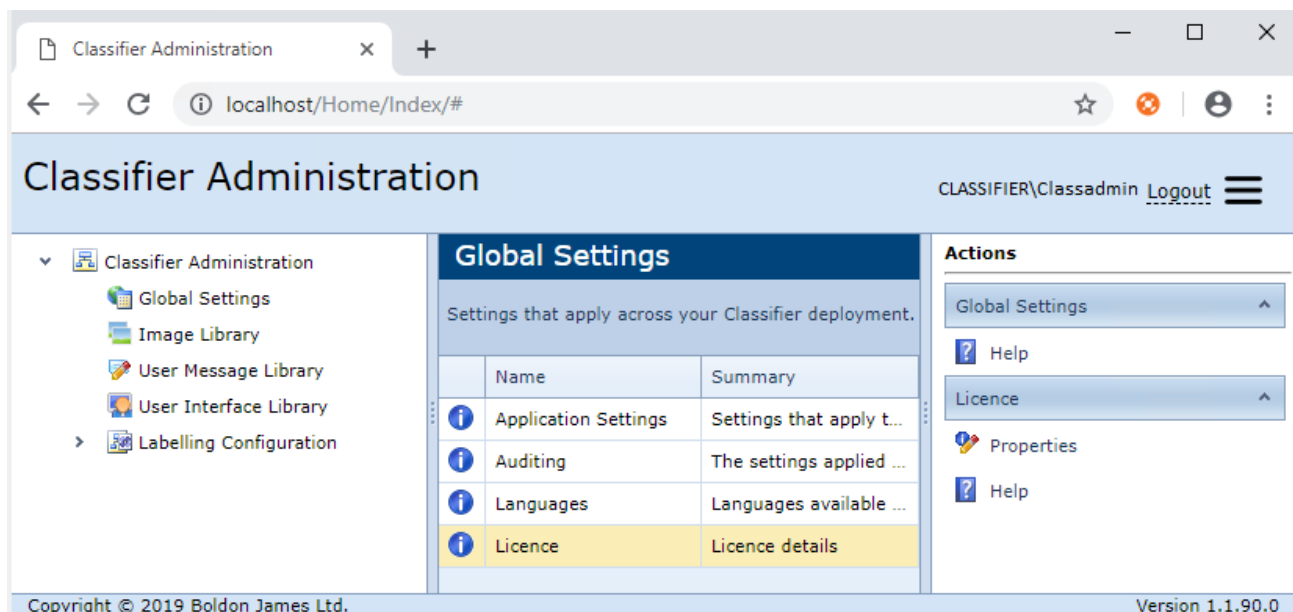 Classifier Administration
localhost/Home/Index/#
Classifier Administration
CLASSIFIER\Classadmin Logout
Classifier Administration
Global Settings
Image Library
User Message Library
User Interface Library
Labelling Configuration
Global Settings
Settings that apply across your Classifier deployment.
Name Summary
Application Settings Settings that apply t...
Auditing The settings applied ...
Languages Languages available ...
Licence Licence details
Actions
Global Settings
Help
Licence
Properties
Help
Copyright © 2019 Boldon James Ltd. Version 1.1.90.0